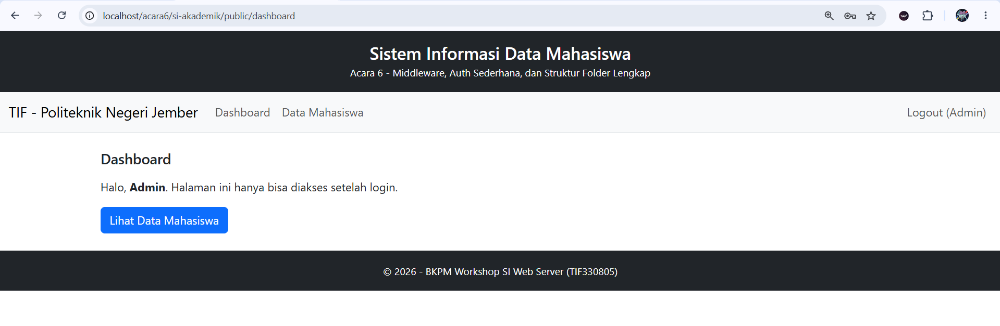 localhost/acara6/si-akademik/public/dashboard
Sistem Informasi Data Mahasiswa
Acara 6 - Middleware, Auth Sederhana, dan Struktur Folder Lengkap
TIF - Politeknik Negeri Jember Dashboard Data Mahasiswa Logout (Admin)
Dashboard
Halo, Admin. Halaman ini hanya bisa diakses setelah login.
Lihat Data Mahasiswa
© 2026 - BKPM Workshop SI Web Server (TIF330805)